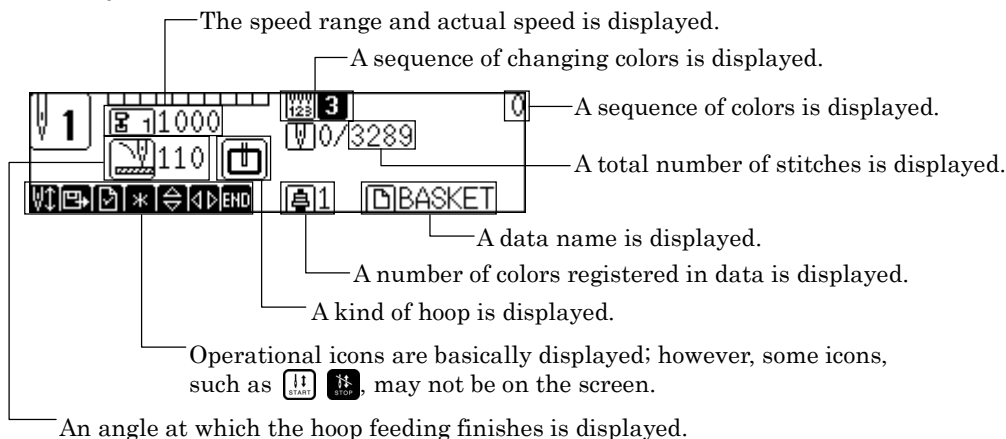 The speed range and actual speed is displayed.
A sequence of changing colors is displayed.
1
1 1000
123 3
0
A sequence of colors is displayed.
0/3289
110
A total number of stitches is displayed.
END
1
BASKET
A data name is displayed.
A number of colors registered in data is displayed.
A kind of hoop is displayed.
Operational icons are basically displayed; however, some icons,
such as START STOP, may not be on the screen.
An angle at which the hoop feeding finishes is displayed.